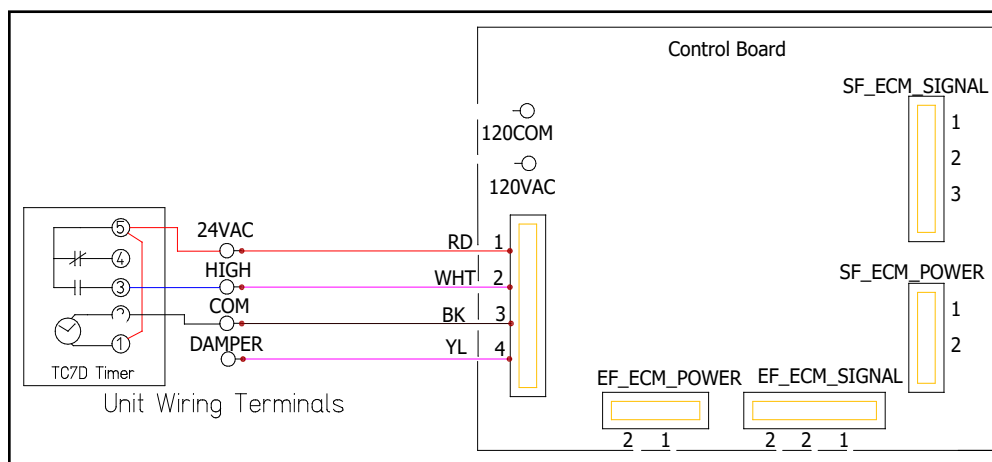 Control Board
SF_ECM_SIGNAL
1
2
3
120COM
120VAC
5
4
3
1
TC7D Timer
24VAC
HIGH
COM
DAMPER
RD 1
WHT 2
BK 3
YL 4
SF_ECM_POWER
1
2
EF_ECM_POWER
2 1
EF_ECM_SIGNAL
2 2 1
Unit Wiring Terminals